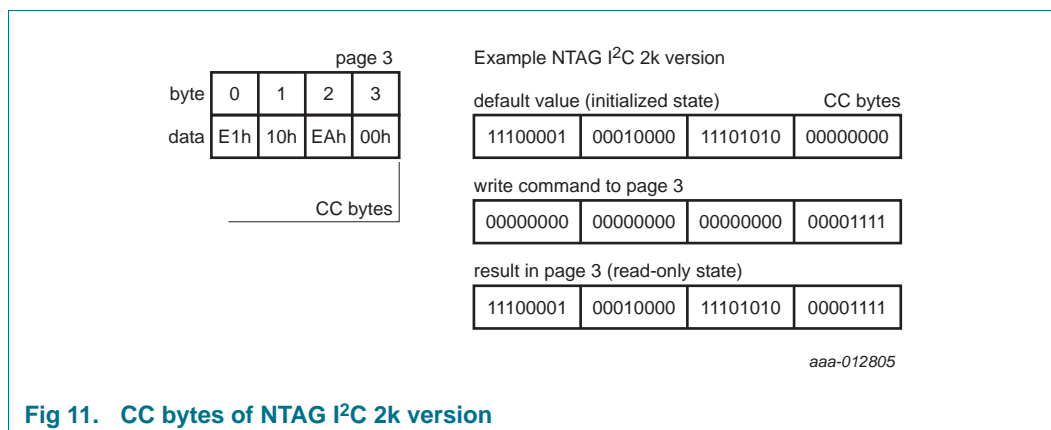 page 3
byte 0 1 2 3
data E1h 10h EAh 00h
CC bytes
Example NTAG I2C 2k version
default value (initialized state) CC bytes
11100001 00010000 11101010 00000000
write command to page 3
00000000 00000000 00000000 00001111
result in page 3 (read-only state)
11100001 00010000 11101010 00001111
aaa-012805
Fig 11. CC bytes of NTAG I2C 2k version